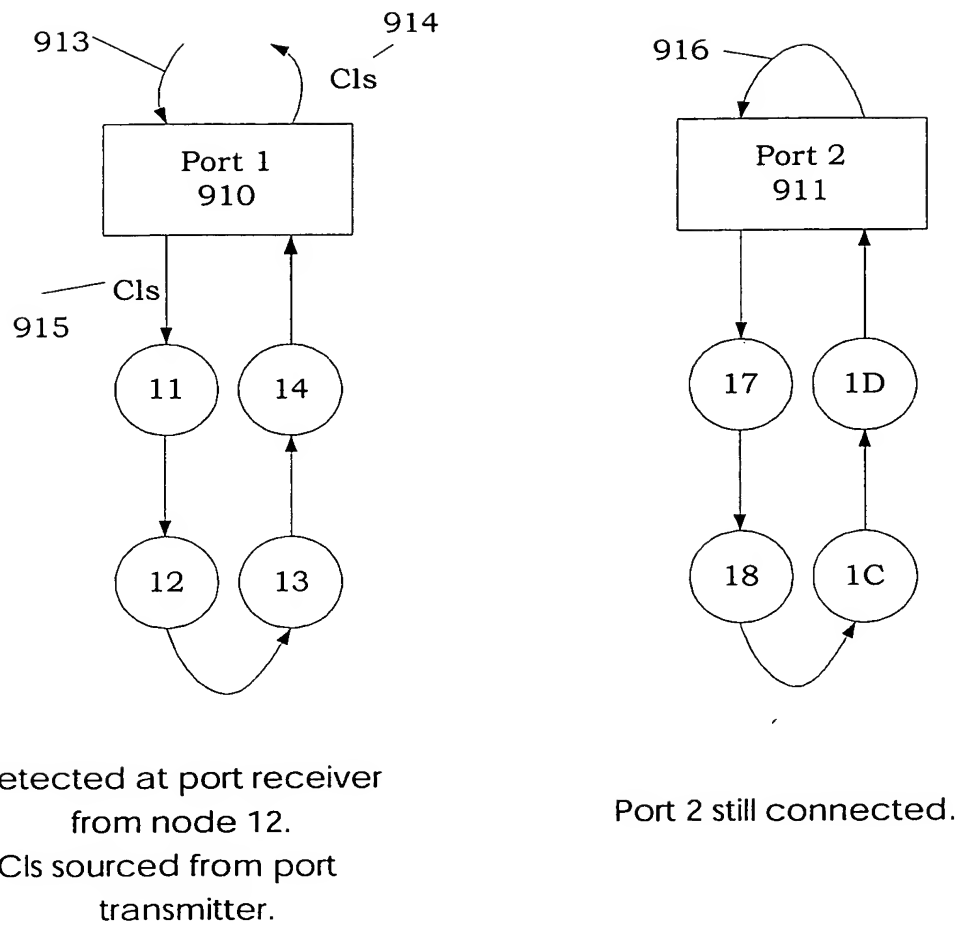 913
914
Cls
916
Port 1
910
Port 2
911
Cls
915
11
14
17
1D
12
13
18
1C
etected at port receiver
from node 12.
Cls sourced from port
transmitter.
Port 2 still connected.